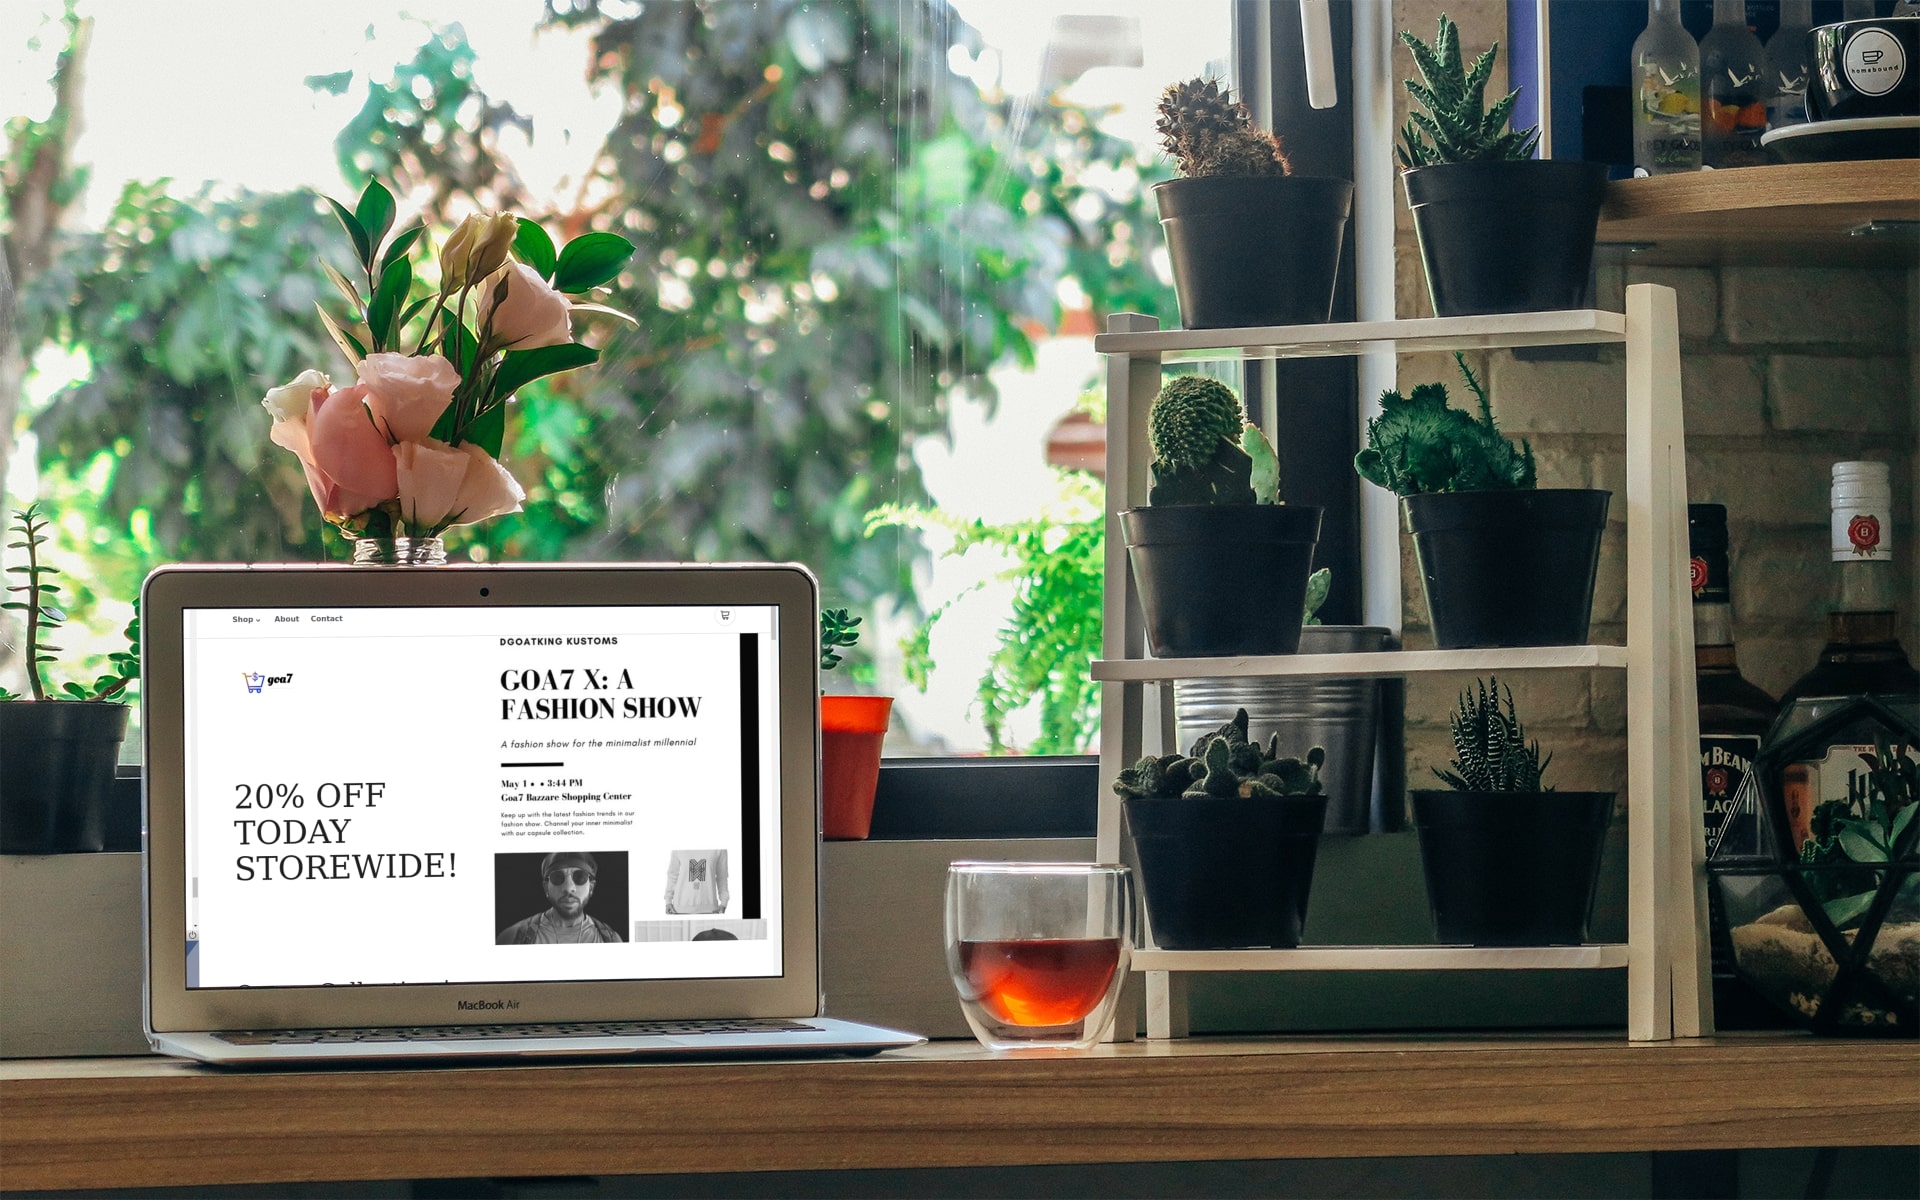 Shop About Contact
DGOATKING KUSTOMS
goa7
GOA7 X: A
FASHION SHOW
A fashion show for the minimalist millennial
May 1 • • 3:44 PM
Goa7 Bazzare Shopping Center
Keep up with the latest fashion trends in our
fashion show. Channel your inner minimalist
with our capsule collection.
20% OFF
TODAY
STOREWIDE!
MacBook Air
homebound
M BEAM